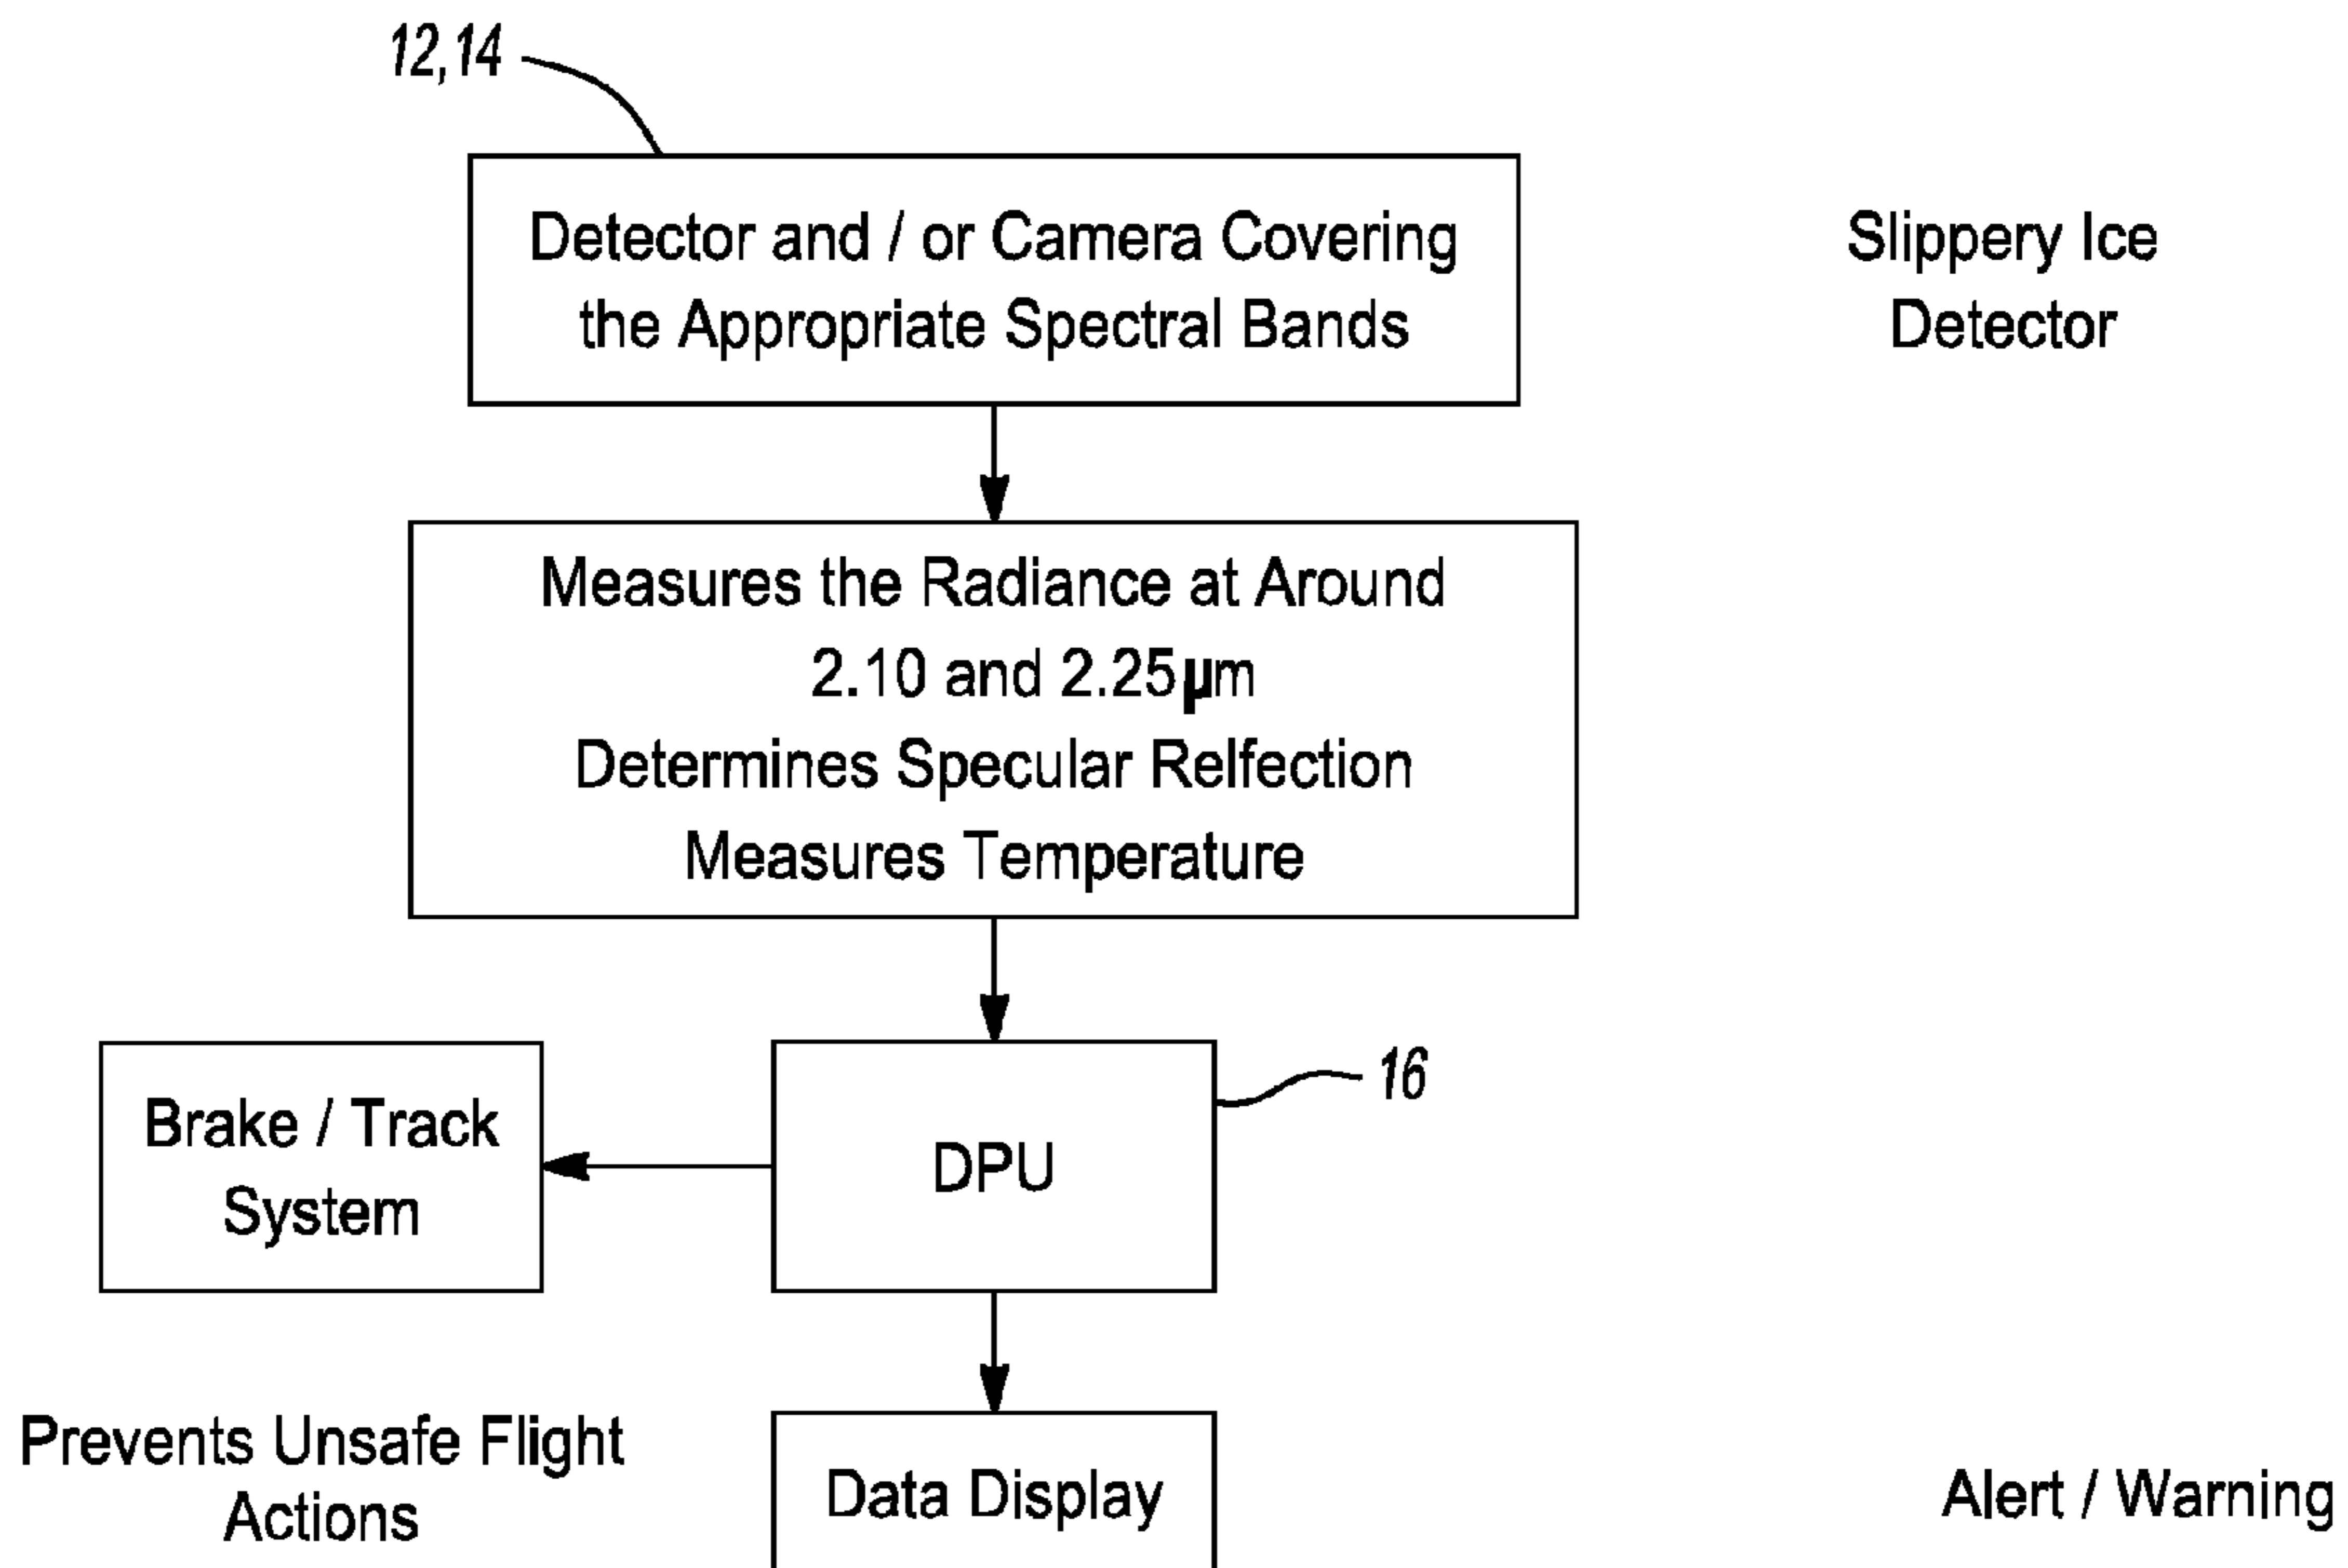 12,14
Detector and / or Camera Covering
the Appropriate Spectral Bands
Slippery Ice
Detector
Measures the Radiance at Around
2.10 and 2.25µm
Determines Specular Relfection
Measures Temperature
Brake / Track
System
DPU
16
Prevents Unsafe Flight
Actions
Data Display
Alert / Warning